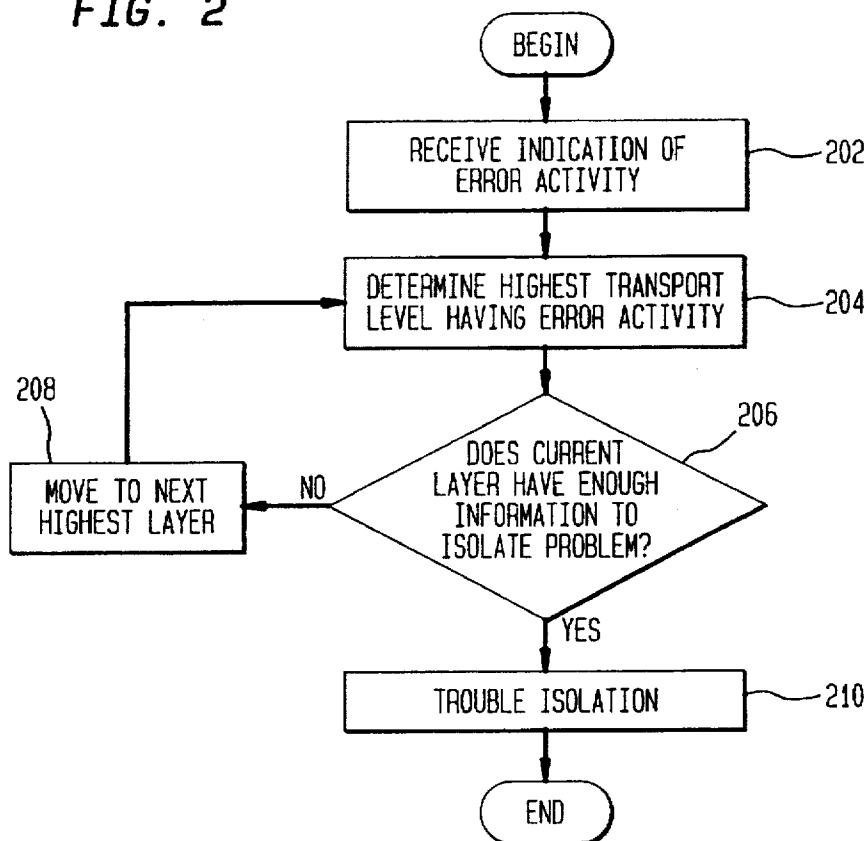 FIG. 2
BEGIN
RECEIVE INDICATION OF
ERROR ACTIVITY
202
DETERMINE HIGHEST TRANSPORT
LEVEL HAVING ERROR ACTIVITY
204
208
206
DOES CURRENT
LAYER HAVE ENOUGH
INFORMATION TO
ISOLATE PROBLEM?
NO
MOVE TO NEXT
HIGHEST LAYER
YES
TROUBLE ISOLATION
210
END